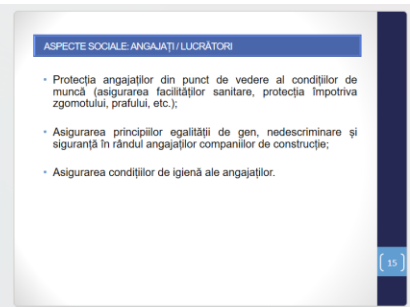 ASPECTE SOCIALE: ANGAJAȚI / LUCRĂTORI
• Protecția angajaților din punct de vedere al condițiilor de
muncă (asigurarea facilităților sanitare, protecția împotriva
zgomotului, prafului, etc.);
• Asigurarea principiilor egalității de gen, nedescriminare și
siguranță în rândul angajaților companiilor de construcție;
• Asigurarea condițiilor de igienă ale angajaților.
15